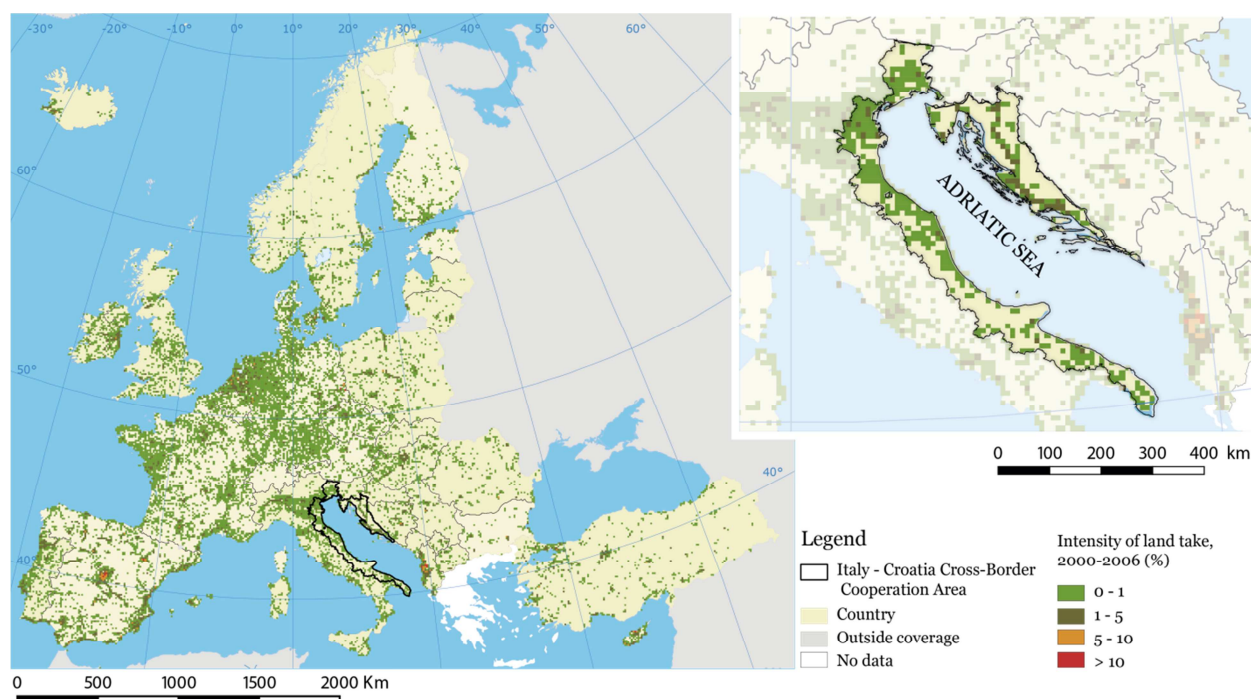 -30° -20° -10° 0° 10° 20° 30° 40° 50° 60°
60°
50°
40°
40°
0 500 1000 1500 2000 Km
ADRIATIC SEA
0 100 200 300 400 km
Legend
Italy - Croatia Cross-Border
Cooperation Area
Country
Outside coverage
No data
Intensity of land take,
2000-2006 (%)
0 - 1
1 - 5
5 - 10
> 10